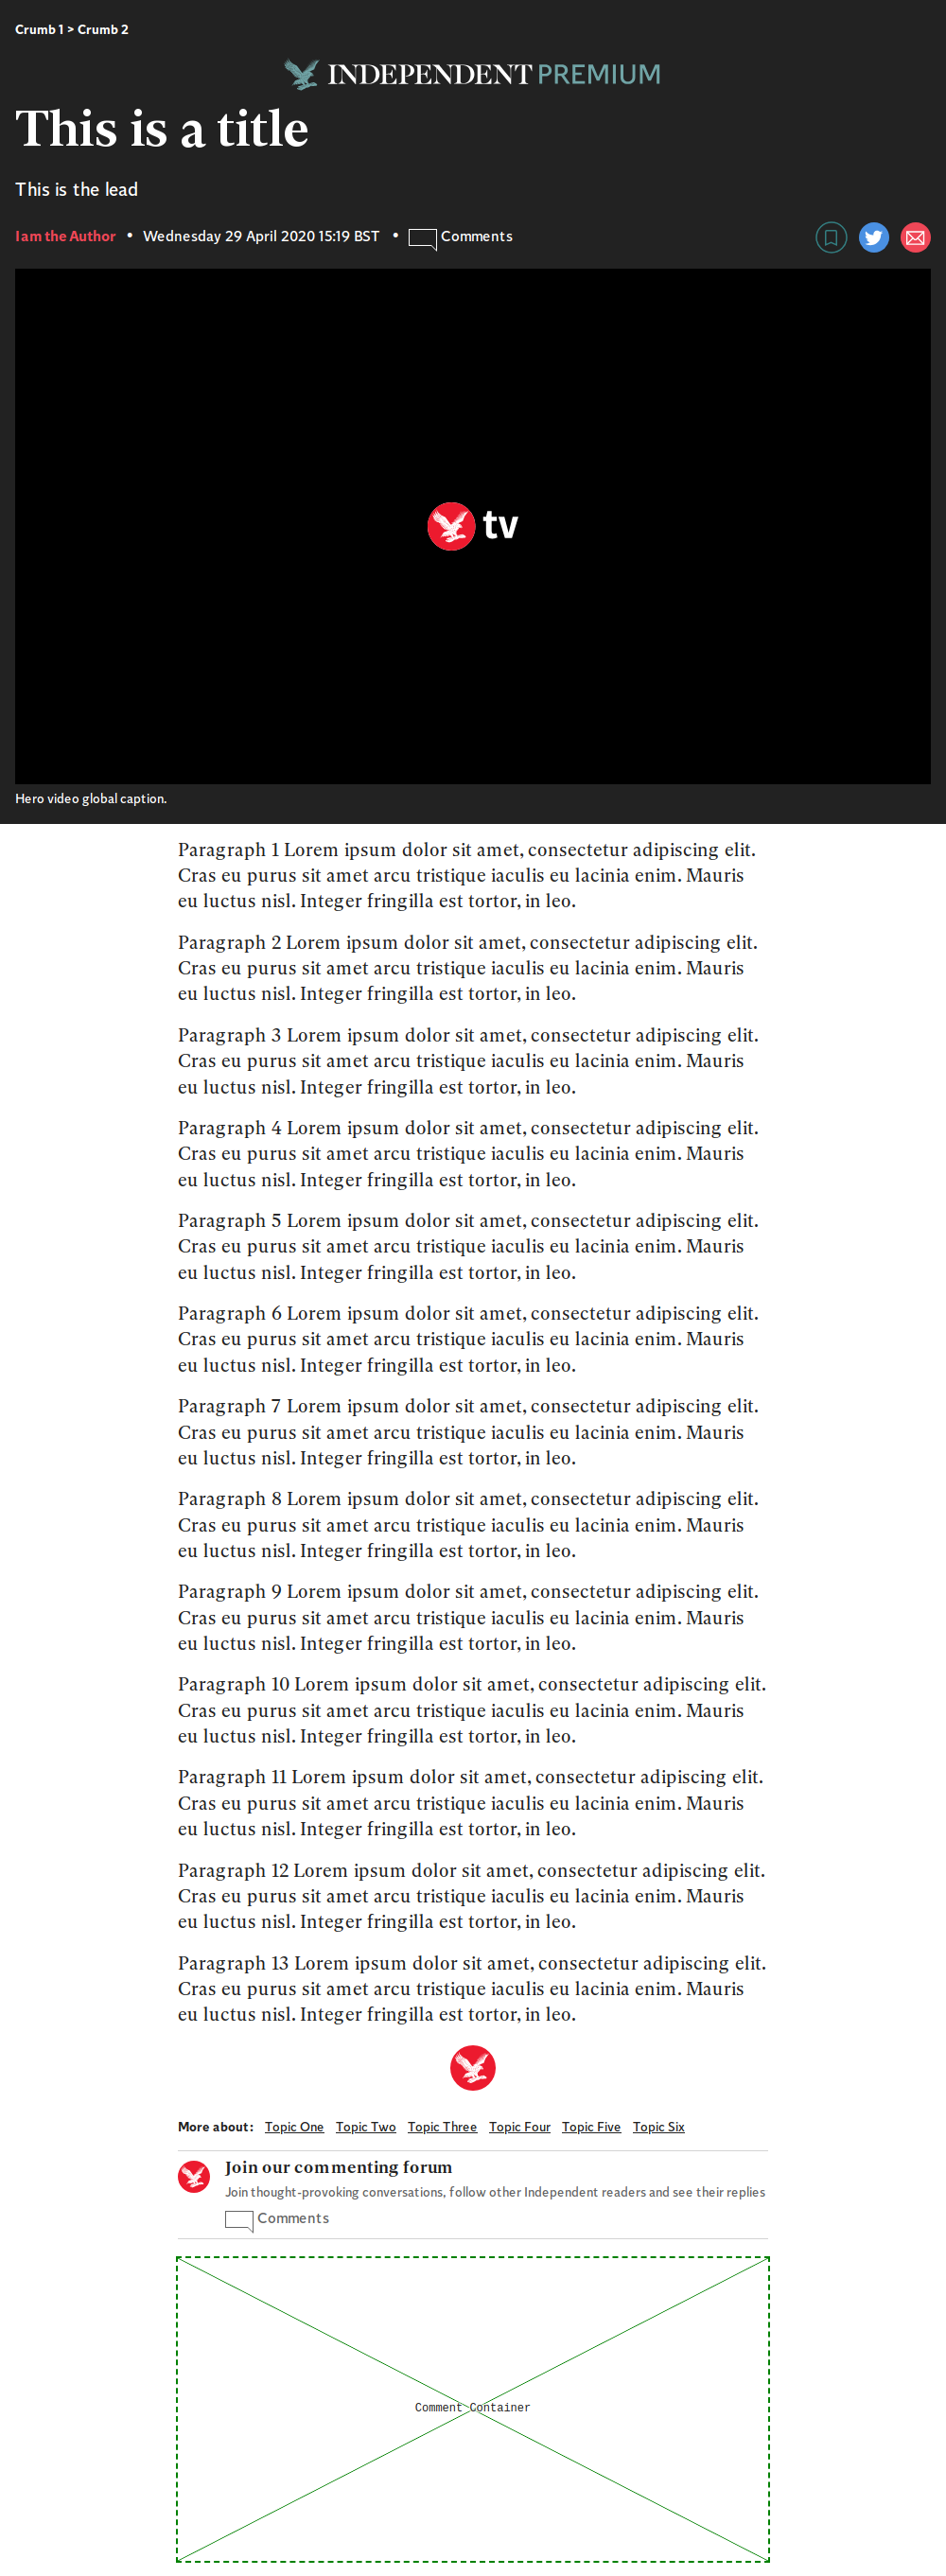 Crumb 1 > Crumb 2
INDEPENDENT PREMIUM
This is a title
This is the lead
I am the Author • Wednesday 29 April 2020 15:19 BST • Comments
tv
Hero video global caption.
Paragraph 1 Lorem ipsum dolor sit amet, consectetur adipiscing elit.
Cras eu purus sit amet arcu tristique iaculis eu lacinia enim. Mauris
eu luctus nisl. Integer fringilla est tortor, in leo.
Paragraph 2 Lorem ipsum dolor sit amet, consectetur adipiscing elit.
Cras eu purus sit amet arcu tristique iaculis eu lacinia enim. Mauris
eu luctus nisl. Integer fringilla est tortor, in leo.
Paragraph 3 Lorem ipsum dolor sit amet, consectetur adipiscing elit.
Cras eu purus sit amet arcu tristique iaculis eu lacinia enim. Mauris
eu luctus nisl. Integer fringilla est tortor, in leo.
Paragraph 4 Lorem ipsum dolor sit amet, consectetur adipiscing elit.
Cras eu purus sit amet arcu tristique iaculis eu lacinia enim. Mauris
eu luctus nisl. Integer fringilla est tortor, in leo.
Paragraph 5 Lorem ipsum dolor sit amet, consectetur adipiscing elit.
Cras eu purus sit amet arcu tristique iaculis eu lacinia enim. Mauris
eu luctus nisl. Integer fringilla est tortor, in leo.
Paragraph 6 Lorem ipsum dolor sit amet, consectetur adipiscing elit.
Cras eu purus sit amet arcu tristique iaculis eu lacinia enim. Mauris
eu luctus nisl. Integer fringilla est tortor, in leo.
Paragraph 7 Lorem ipsum dolor sit amet, consectetur adipiscing elit.
Cras eu purus sit amet arcu tristique iaculis eu lacinia enim. Mauris
eu luctus nisl. Integer fringilla est tortor, in leo.
Paragraph 8 Lorem ipsum dolor sit amet, consectetur adipiscing elit.
Cras eu purus sit amet arcu tristique iaculis eu lacinia enim. Mauris
eu luctus nisl. Integer fringilla est tortor, in leo.
Paragraph 9 Lorem ipsum dolor sit amet, consectetur adipiscing elit.
Cras eu purus sit amet arcu tristique iaculis eu lacinia enim. Mauris
eu luctus nisl. Integer fringilla est tortor, in leo.
Paragraph 10 Lorem ipsum dolor sit amet, consectetur adipiscing elit.
Cras eu purus sit amet arcu tristique iaculis eu lacinia enim. Mauris
eu luctus nisl. Integer fringilla est tortor, in leo.
Paragraph 11 Lorem ipsum dolor sit amet, consectetur adipiscing elit.
Cras eu purus sit amet arcu tristique iaculis eu lacinia enim. Mauris
eu luctus nisl. Integer fringilla est tortor, in leo.
Paragraph 12 Lorem ipsum dolor sit amet, consectetur adipiscing elit.
Cras eu purus sit amet arcu tristique iaculis eu lacinia enim. Mauris
eu luctus nisl. Integer fringilla est tortor, in leo.
Paragraph 13 Lorem ipsum dolor sit amet, consectetur adipiscing elit.
Cras eu purus sit amet arcu tristique iaculis eu lacinia enim. Mauris
eu luctus nisl. Integer fringilla est tortor, in leo.
More about: Topic One Topic Two Topic Three Topic Four Topic Five Topic Six
Join our commenting forum
Join thought-provoking conversations, follow other Independent readers and see their replies
Comments
Comment Container